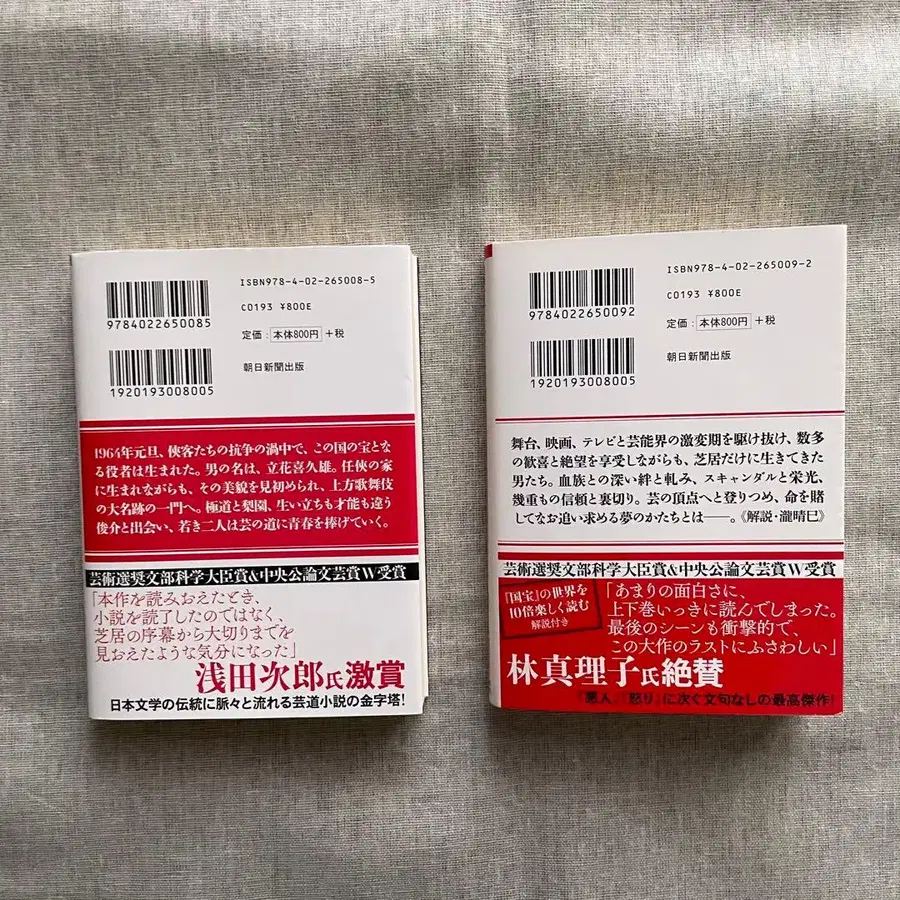 ISBN978-4-02-265008-5
9784022650085
C0193 ¥800E
定価：本体800円＋税
1920193008005
朝日新聞出版
1964年元旦、俠客たちの抗争の渦中で、この国の宝とな
る役者は生まれた。男の名は、立花喜久雄。任俠の家
に生まれながらも、その美貌を見初められ、上方歌舞伎
の大名跡の一門へ。極道と梨園、生い立ちも才能も違う
俊介と出会い、若き二人は芸の道に青春を捧げていく。
芸術選奨文部科学大臣賞&中央公論文芸賞W受賞
「本作を読みおえたとき、
小説を読了したのではなく、
芝居の序幕から大切りまでを
見おえたような気分になった」
浅田次郎氏激賞
日本文学の伝統に脈々と流れる芸道小説の金字塔!
ISBN978-4-02-265009-2
9784022650092
C0193 ¥800E
定価：本体800円＋税
1920193008005
朝日新聞出版
舞台、映画、テレビと芸能界の激変期を駆け抜け、数多
の歓喜と絶望を享受しながらも、芝居だけに生きてきた
男たち。血族との深い絆と軋み、スキャンダルと栄光、
幾重もの信頼と裏切り。芸の頂点へと登りつめ、命を賭
してなお追い求める夢のかたちとは――。《解説・瀧晴巳》
芸術選奨文部科学大臣賞&中央公論文芸賞W受賞
『国宝』の世界を
10倍楽しく読む
解説付き
「あまりの面白さに、
上下巻いっきに読んでしまった。
最後のシーンも衝撃的で、
この大作のラストにふさわしい」
林真理子氏絶賛
『悪人』『怒り』に次ぐ文句なしの最高傑作!